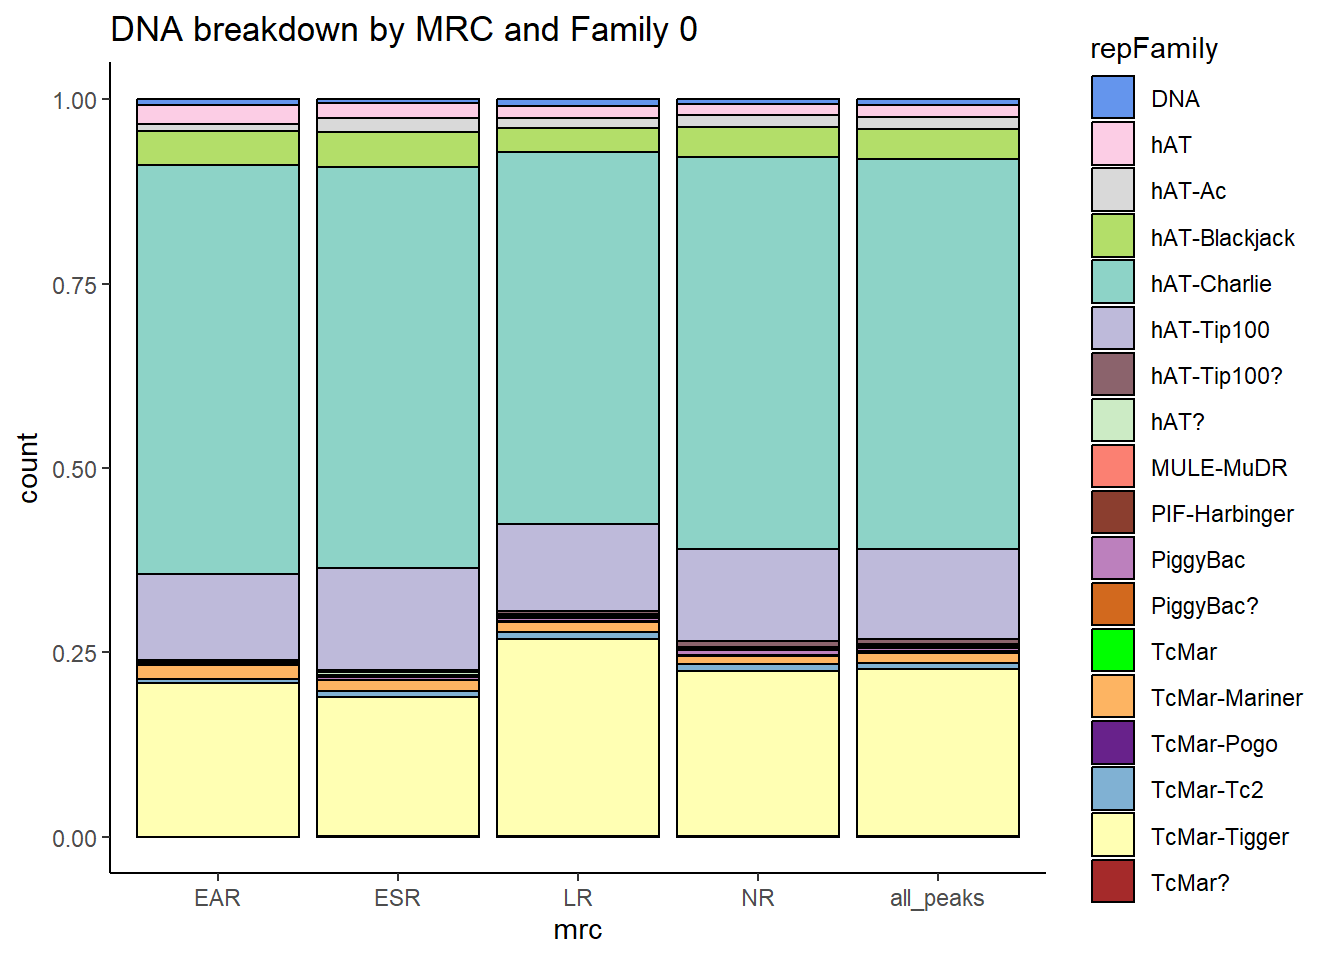 DNA breakdown by MRC and Family 0
count
1.00
0.75
0.50
0.25
0.00
EAR
ESR
LR
NR
all_peaks
mrc
repFamily
DNA
hAT
hAT-Ac
hAT-Blackjack
hAT-Charlie
hAT-Tip100
hAT-Tip100?
hAT?
MULE-MuDR
PIF-Harbinger
PiggyBac
PiggyBac?
TcMar
TcMar-Mariner
TcMar-Pogo
TcMar-Tc2
TcMar-Tigger
TcMar?